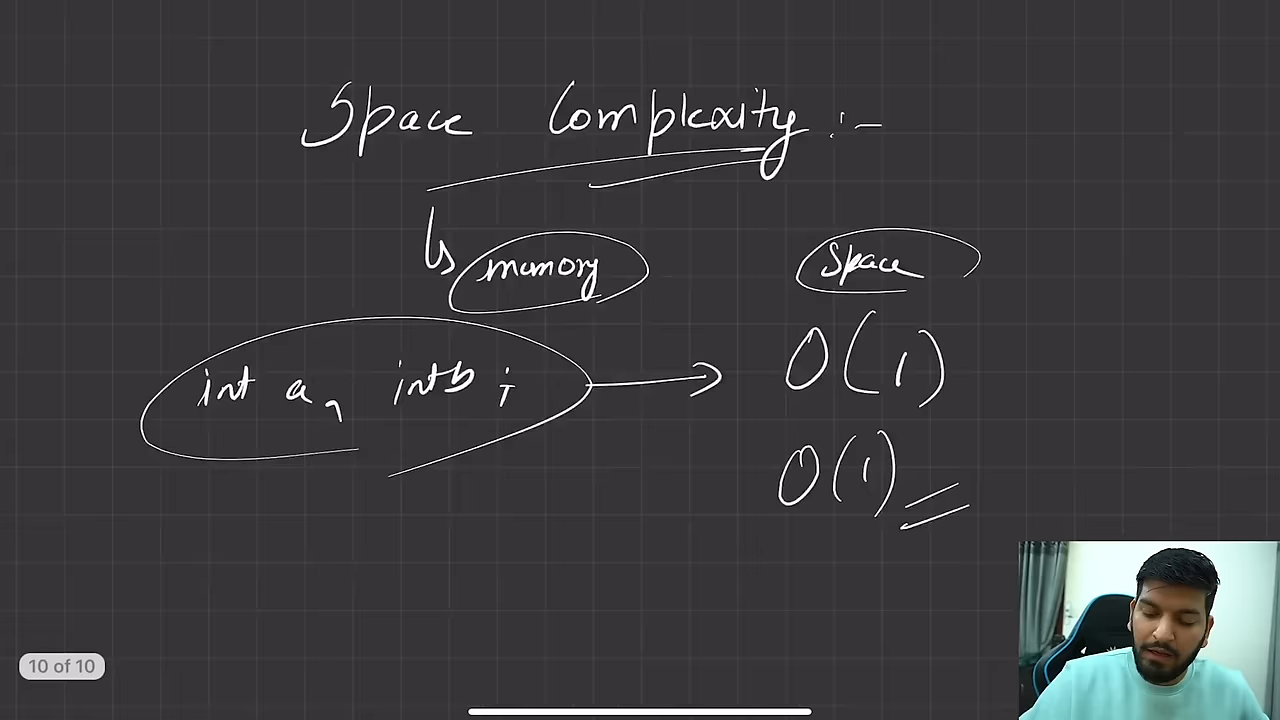 Space Complexity :-
memory
Space
int a, int b ;
O(1)
O(1)
10 of 10